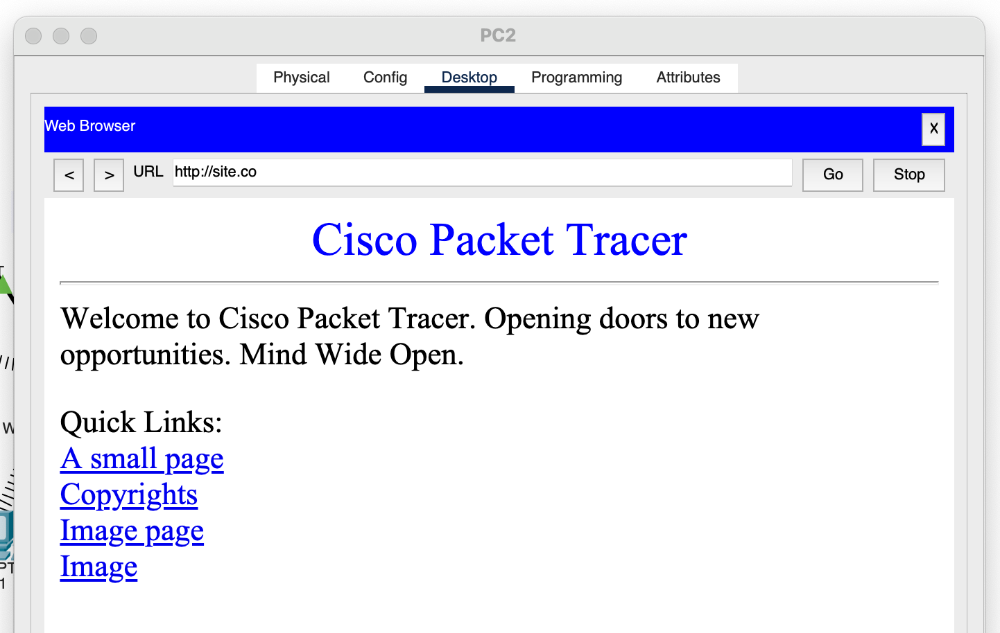 PC2
Physical Config Desktop Programming Attributes
Web Browser X
< > URL http://site.co Go Stop
Cisco Packet Tracer
Welcome to Cisco Packet Tracer. Opening doors to new
opportunities. Mind Wide Open.
Quick Links:
A small page
Copyrights
Image page
Image
W
PT
1